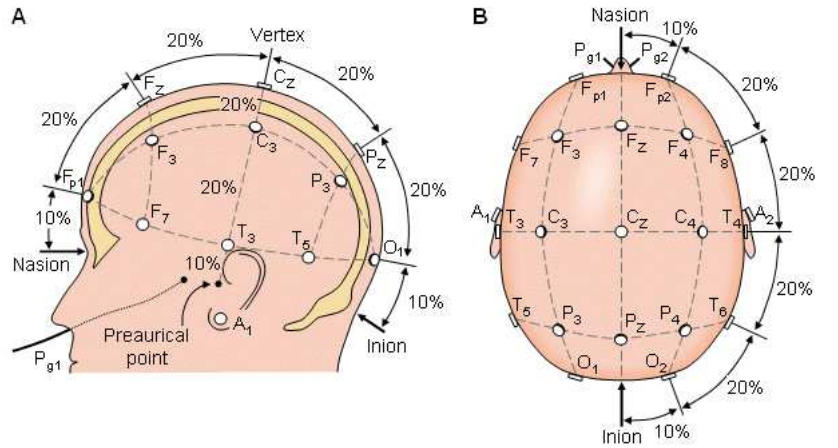 A
Vertex
20%
20%
Fz
Cz
20%
20%
20%
F3
C3
Pz
Fp1
20%
P3
20%
10%
F7
T3
T5
O1
Nasion
10%
10%
Preaurical
point
A1
Inion
Pg1
B
Nasion
10%
Pg1
Pg2
Fp1
Fp2
20%
F7
F3
Fz
F4
F8
20%
A1
T3
C3
Cz
C4
T4
A2
20%
T5
P3
Pz
P4
T6
O1
O2
20%
Inion
10%